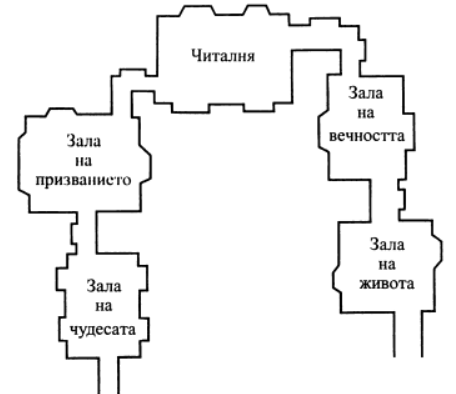 Читалня
Зала
на
вечността
Зала
на
призванието
Зала
на
живота
Зала
на
чудесата